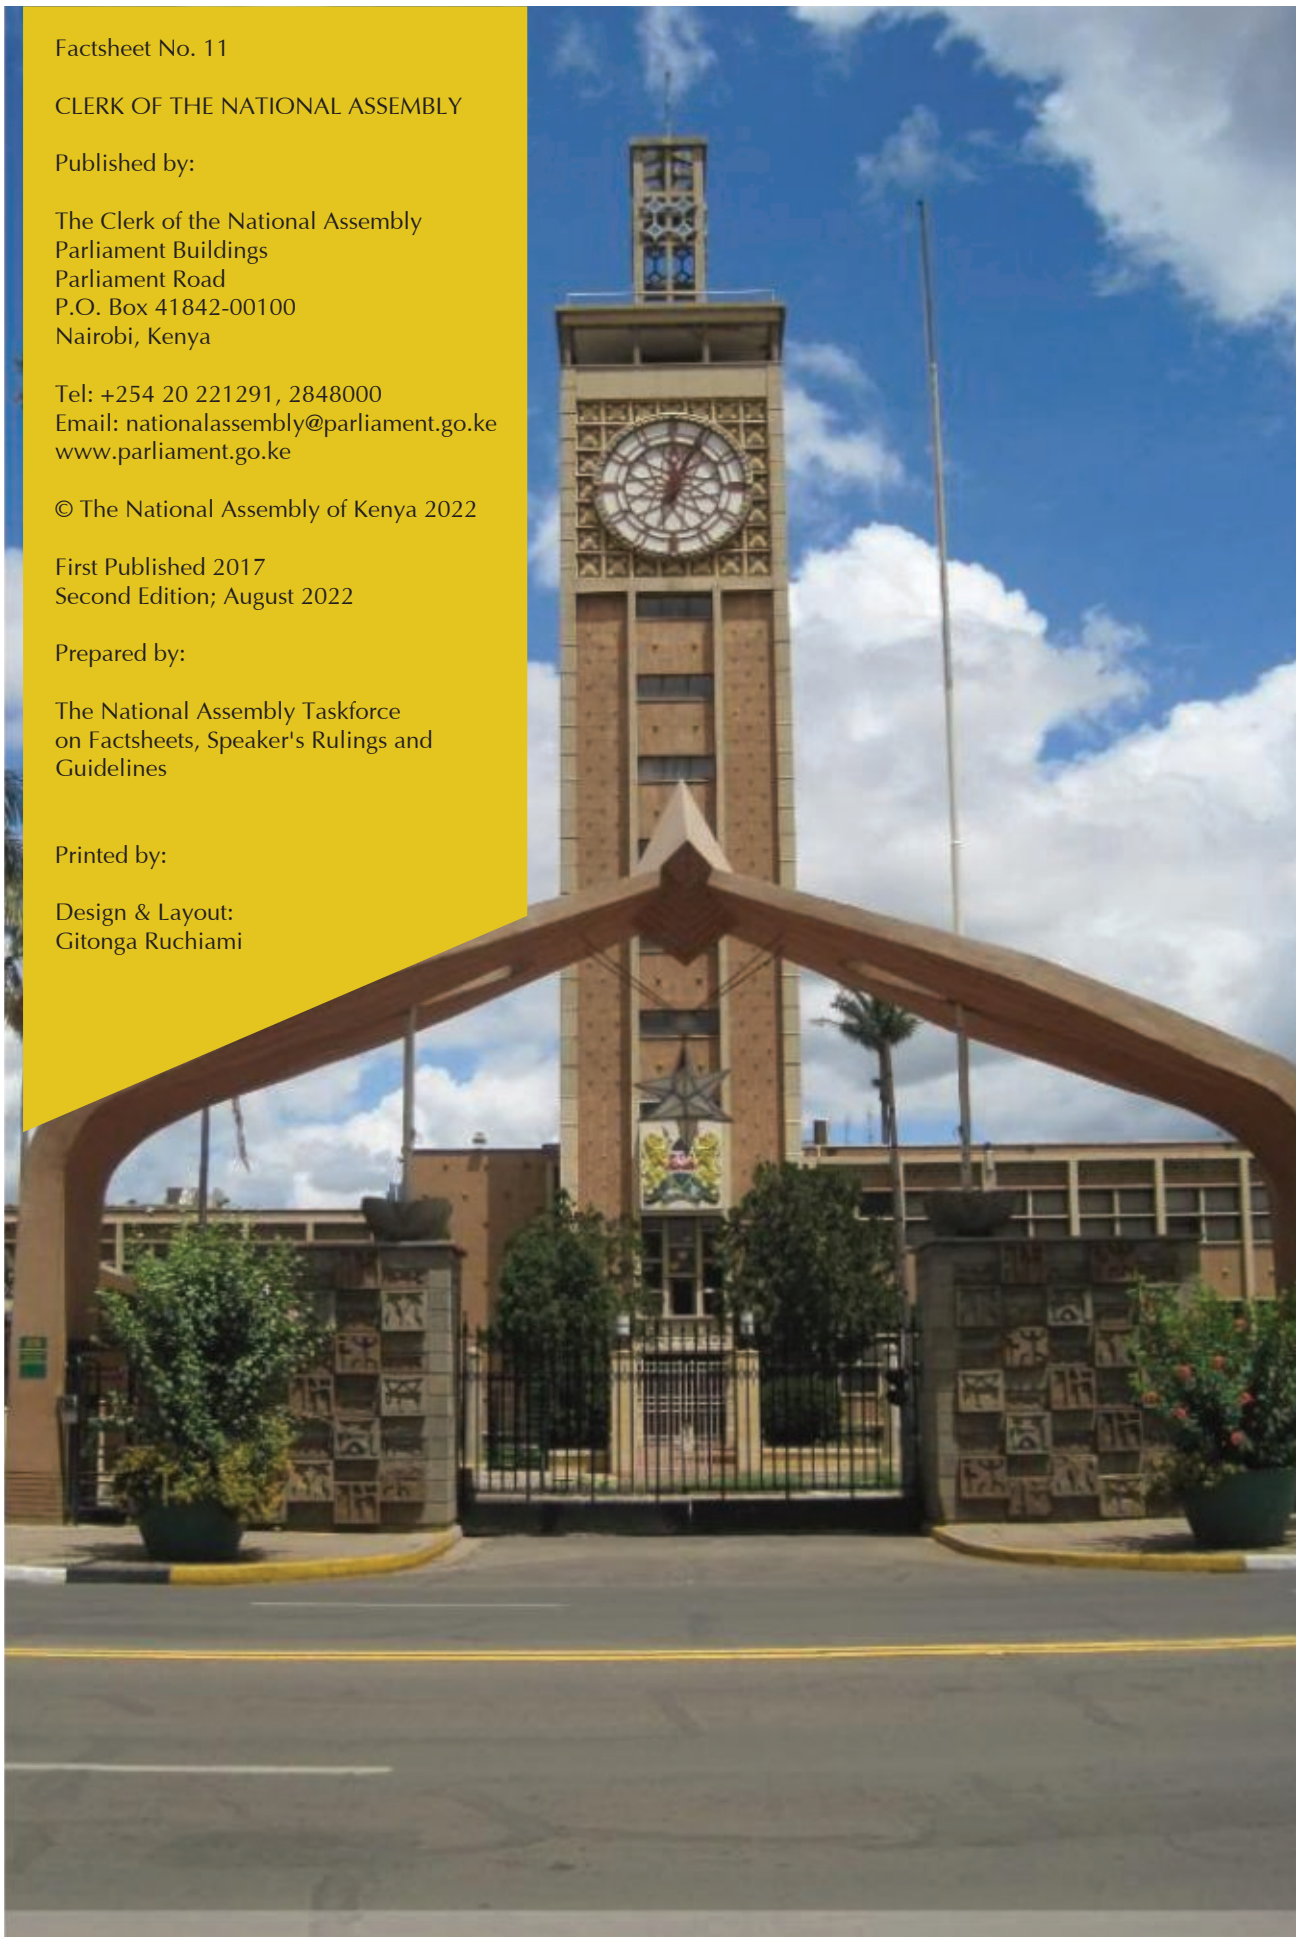 Factsheet No. 11
CLERK OF THE NATIONAL ASSEMBLY
Published by:
The Clerk of the National Assembly
Parliament Buildings
Parliament Road
P.O. Box 41842-00100
Nairobi, Kenya
Tel: +254 20 221291, 2848000
Email: nationalassembly@parliament.go.ke
www.parliament.go.ke
© The National Assembly of Kenya 2022
First Published 2017
Second Edition; August 2022
Prepared by:
The National Assembly Taskforce
on Factsheets, Speaker's Rulings and
Guidelines
Printed by:
Design & Layout:
Gitonga Ruchiami